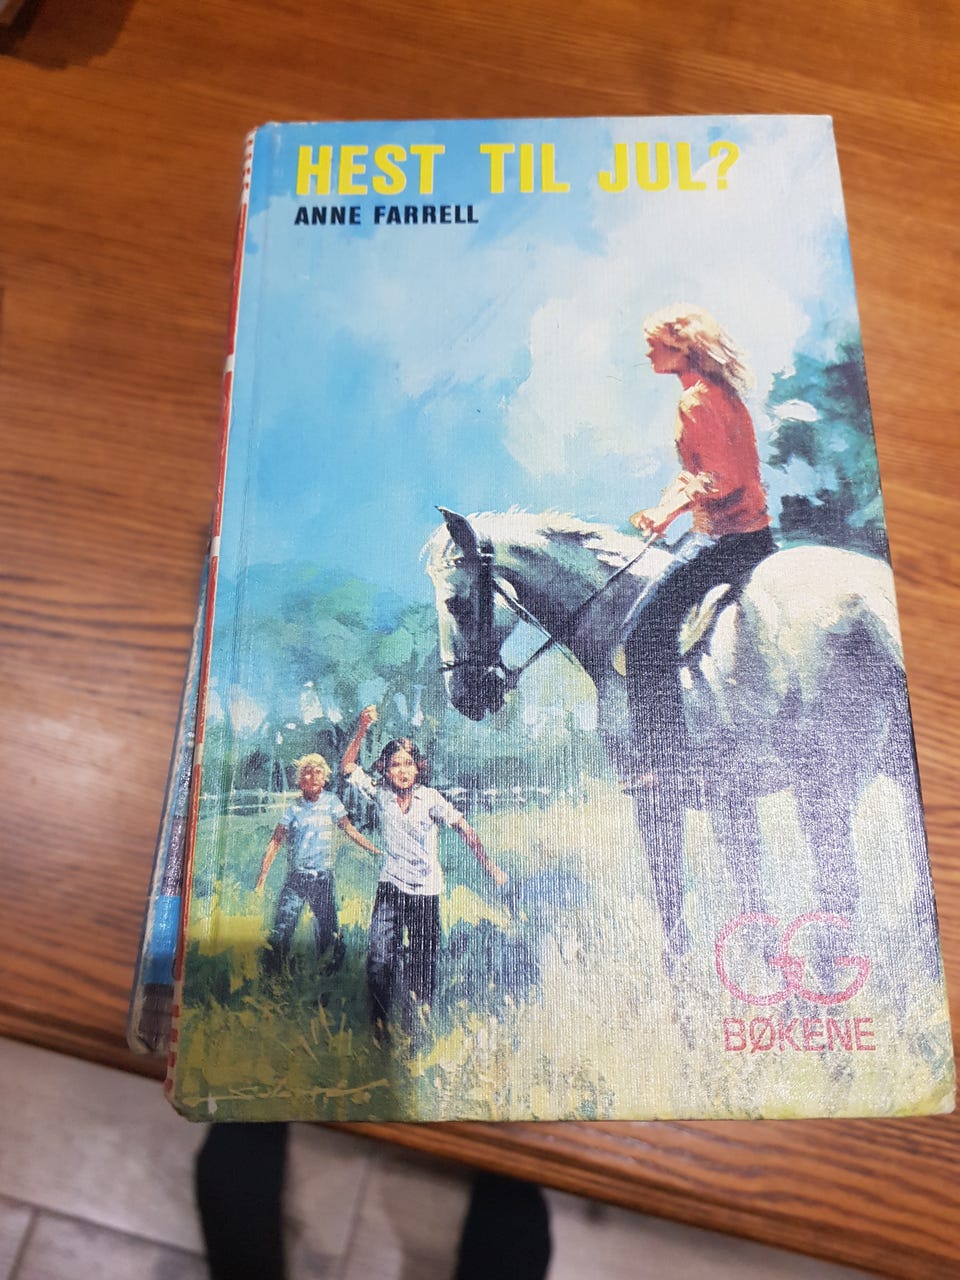 HEST TIL JUL?
ANNE FARRELL
GG
BØKENE